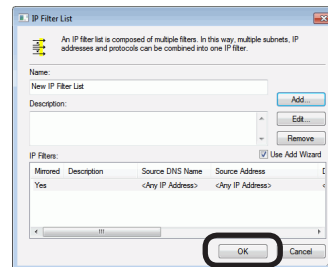 IP Filter List
An IP filter list is composed of multiple filters. In this way, multiple subnets, IP
addresses and protocols can be combined into one IP filter.
Name:
New IP Filter List
Add...
Description:
Edit...
Remove
IP Filters:
Use Add Wizard
Mirrored Description Source DNS Name Source Address
Yes <Any IP Address> <Any IP Address>
OK Cancel